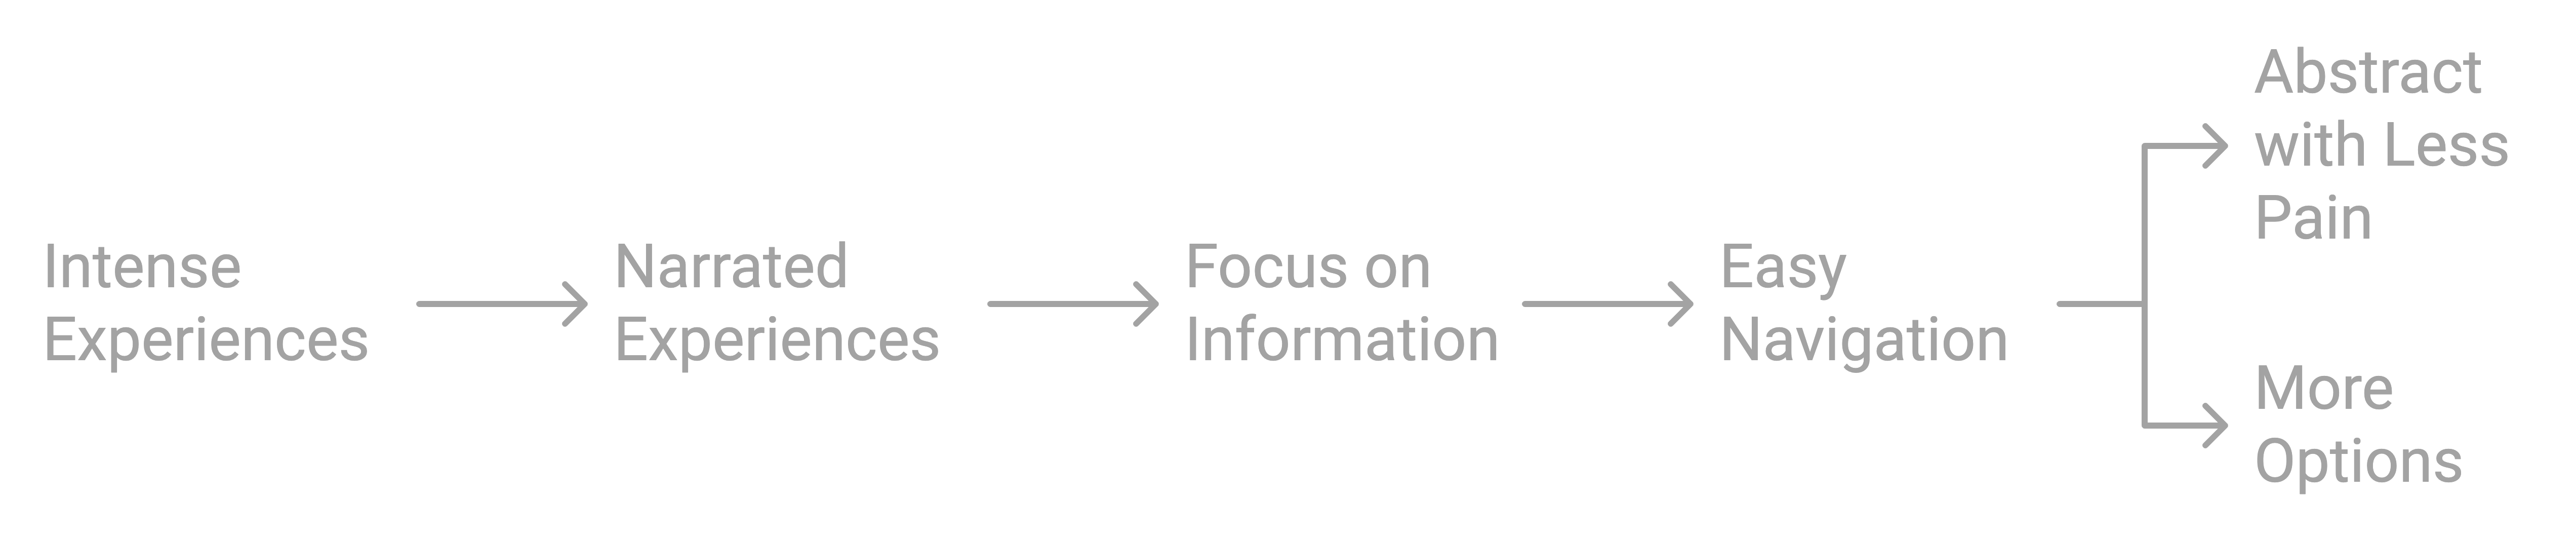 Intense
Experiences
Narrated
Experiences
Focus on
Information
Easy
Navigation
Abstract
with Less
Pain
More
Options